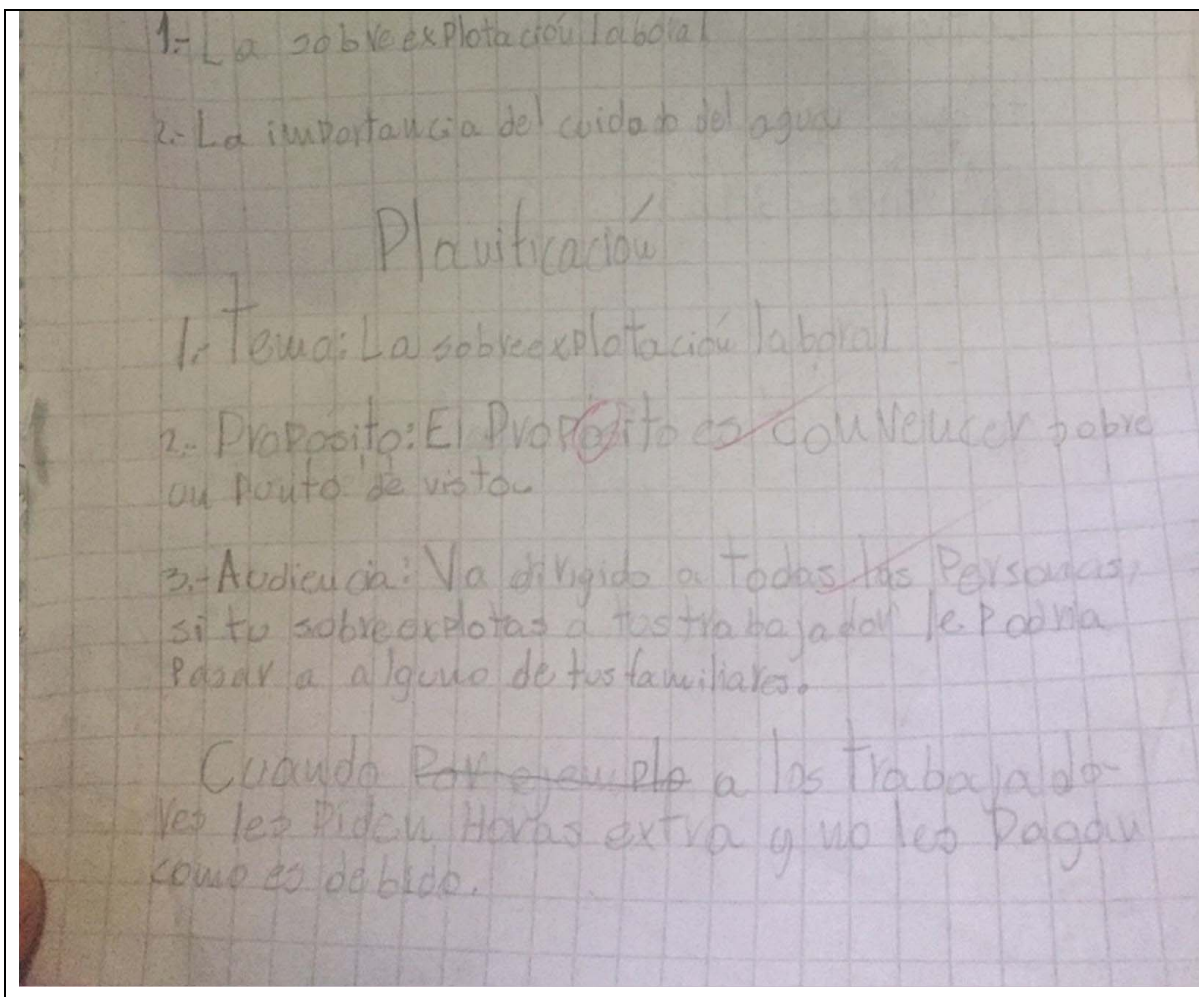 1.- La sobreexplotación laboral
2.- La importancia del cuidado del agua
Planificación
1.- Tema: La sobreexplotación laboral
2.- Proposito: El Proposito es convencer sobre
un punto de vista
3.- Audiencia: Va dirigido a todas las Personas,
si tu sobreexplotas a tus trabajador le Podria
Pasar a alguno de tus familiares.
Cuando Por ejemplo a los trabajado-
res les Piden Horas extra y no les Pagan
como es debido.